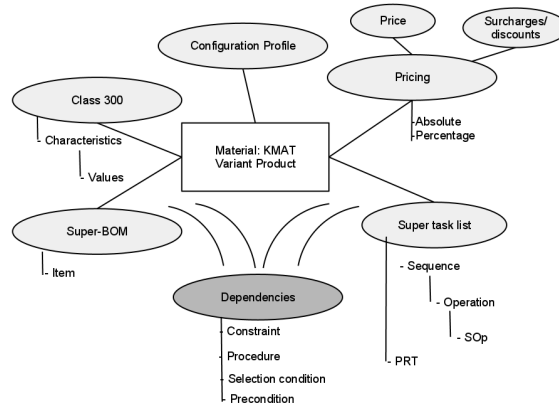 Price
Surcharges/
discounts
Configuration Profile
Pricing
Class 300
- Absolute
- Percentage
- Characteristics
- Values
Material: KMAT
Variant Product
Super-BOM
- Item
Super task list
- Sequence
- Operation
- SOp
- PRT
Dependencies
- Constraint
- Procedure
- Selection condition
- Precondition